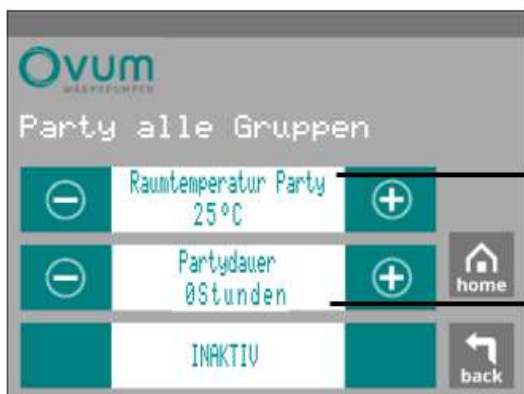 Ovum
WÄRMEPUMPEN
Party alle Gruppen
Raumtemperatur Party
25°C
Partydauer
0Stunden
home
INAKTIV
back